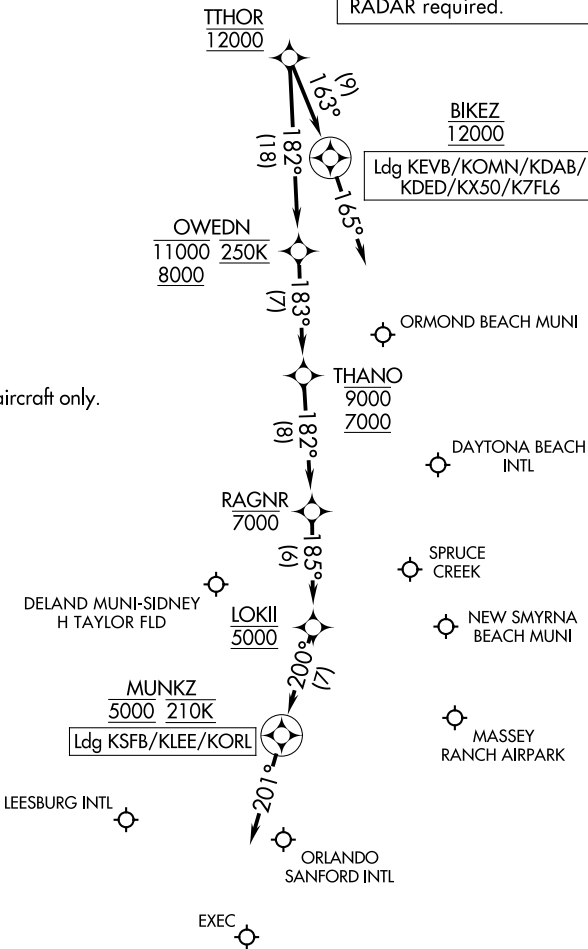 RADAR required.
TTHOR
12000
(9)
163°
BIKEZ
12000
Ldg KEVB/KOMN/KDAB/
KDED/KX50/K7FL6
182°
(18)
165°
OWEDN
11000 250K
8000
183°
(7)
ORMOND BEACH MUNI
THANO
9000
7000
aircraft only.
182°
(8)
DAYTONA BEACH
INTL
RAGNR
7000
185°
(6)
SPRUCE
CREEK
DELAND MUNI-SIDNEY
H TAYLOR FLD
LOKII
5000
NEW SMYRNA
BEACH MUNI
200°
(7)
MUNKZ
5000 210K
Ldg KSFB/KLEE/KORL
MASSEY
RANCH AIRPARK
201°
LEESBURG INTL
ORLANDO
SANFORD INTL
EXEC